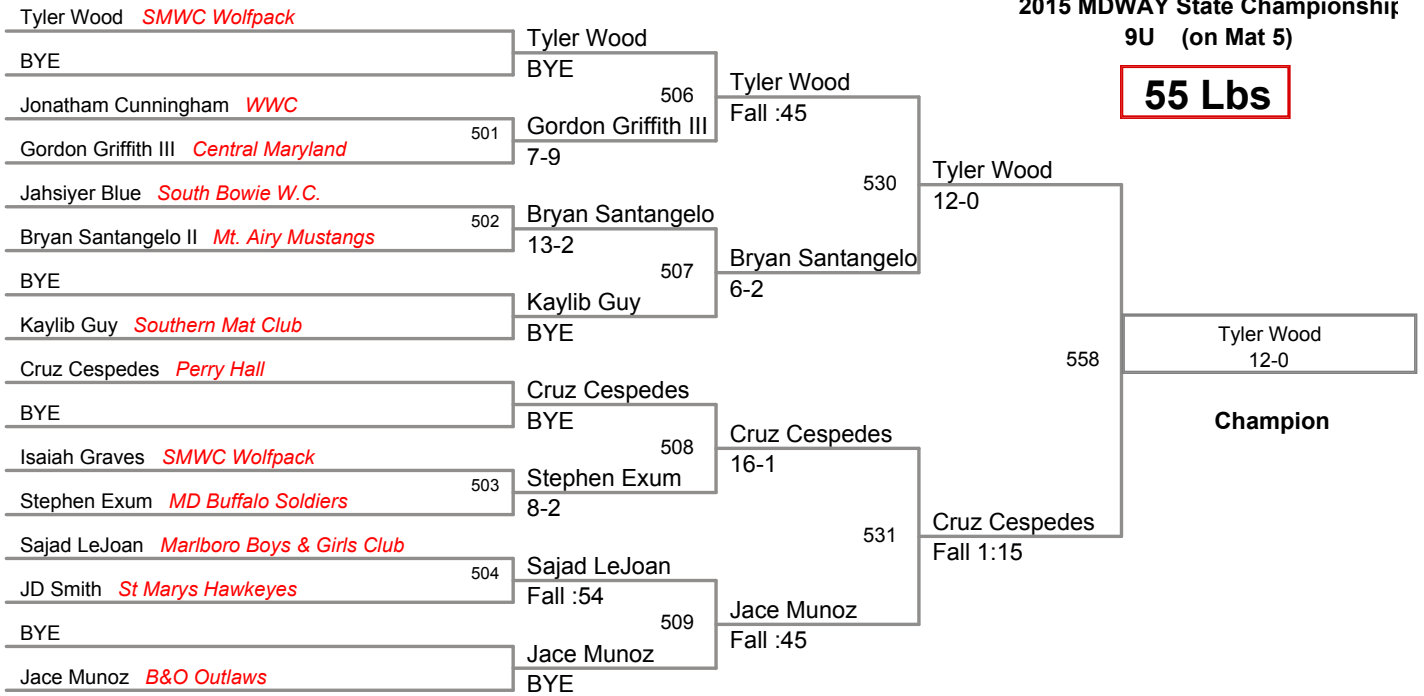 2015 MDWAY State Championship
9U (on Mat 5)
55 Lbs
Tyler Wood SMWC Wolfpack
BYE
Jonatham Cunningham WWC
Gordon Griffith III Central Maryland
Jahsiyer Blue South Bowie W.C.
Bryan Santangelo II Mt. Airy Mustangs
BYE
Kaylib Guy Southern Mat Club
Cruz Cespedes Perry Hall
BYE
Isaiah Graves SMWC Wolfpack
Stephen Exum MD Buffalo Soldiers
Sajad LeJoan Marlboro Boys & Girls Club
JD Smith St Marys Hawkeyes
BYE
Jace Munoz B&O Outlaws
501
502
503
504
Tyler Wood
BYE
Gordon Griffith III
7-9
Bryan Santangelo
13-2
Kaylib Guy
BYE
Cruz Cespedes
BYE
Stephen Exum
8-2
Sajad LeJoan
Fall :54
Jace Munoz
BYE
506
507
508
509
Tyler Wood
Fall :45
Bryan Santangelo
6-2
Cruz Cespedes
16-1
Jace Munoz
Fall :45
530
531
Tyler Wood
12-0
Cruz Cespedes
Fall 1:15
558
Tyler Wood
12-0
Champion